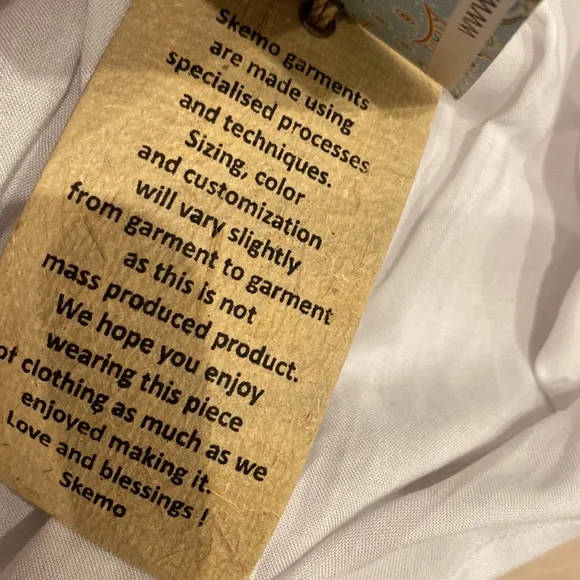 Skemo garments
are made using
specialised processes
and techniques.
Sizing, color
and customization
will vary slightly
from garment to garment
as this is not
mass produced product.
We hope you enjoy
wearing this piece
of clothing as much as we
enjoyed making it.
Love and blessings !
Skemo
www